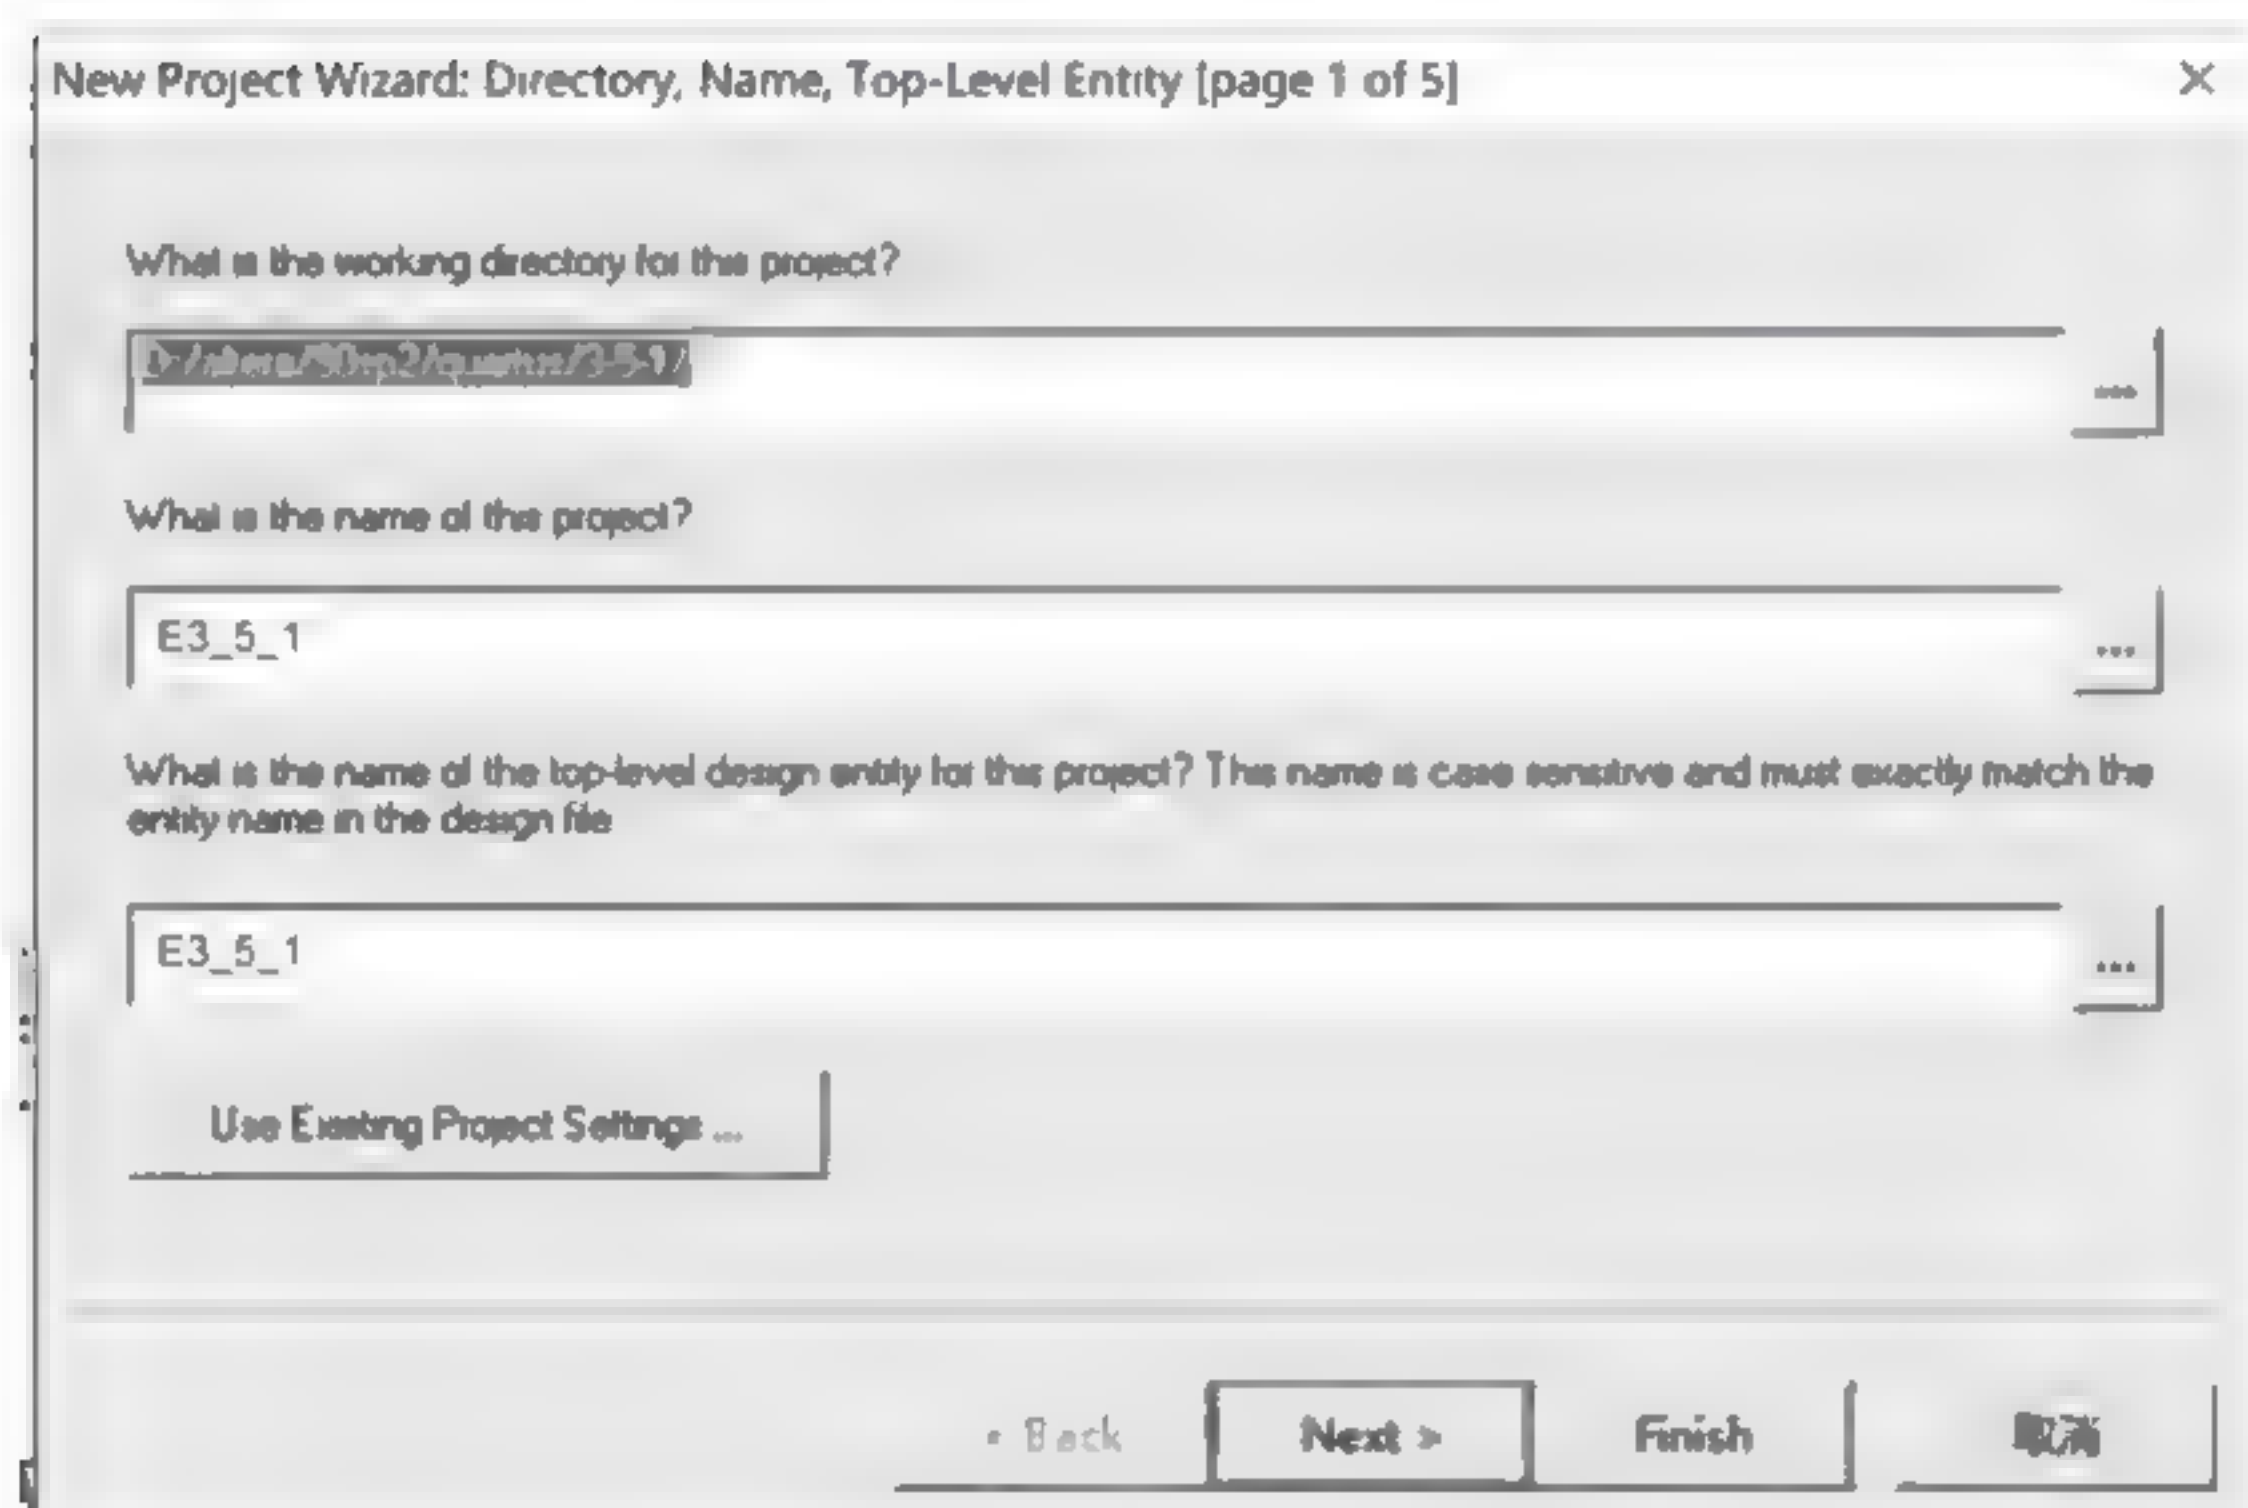 New Project Wizard: Directory, Name, Top-Level Entity [page 1 of 5]
What is the working directory for this project?
What is the name of this project?
E3_5_1
...
What is the name of the top-level design entity for this project? This name is case sensitive and must exactly match the
entity name in the design file
E3_5_1
...
Use Existing Project Settings ...
Back
Next >
Finish